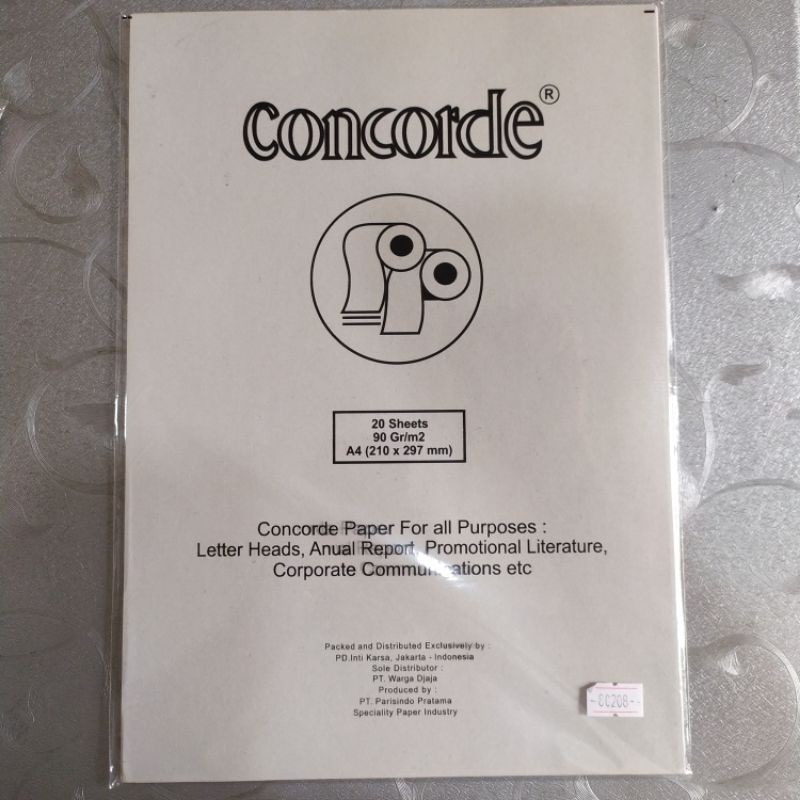 concorde®
20 Sheets
90 Gr/m2
A4 (210 x 297 mm)
Concorde Paper For all Purposes :
Letter Heads, Anual Report, Promotional Literature,
Corporate Communications etc
Packed and Distributed Exclusively by :
PD.Inti Karsa, Jakarta - Indonesia
Sole Distributor :
PT. Warga Djaja
Produced by :
PT. Parisindo Pratama
Speciality Paper Industry